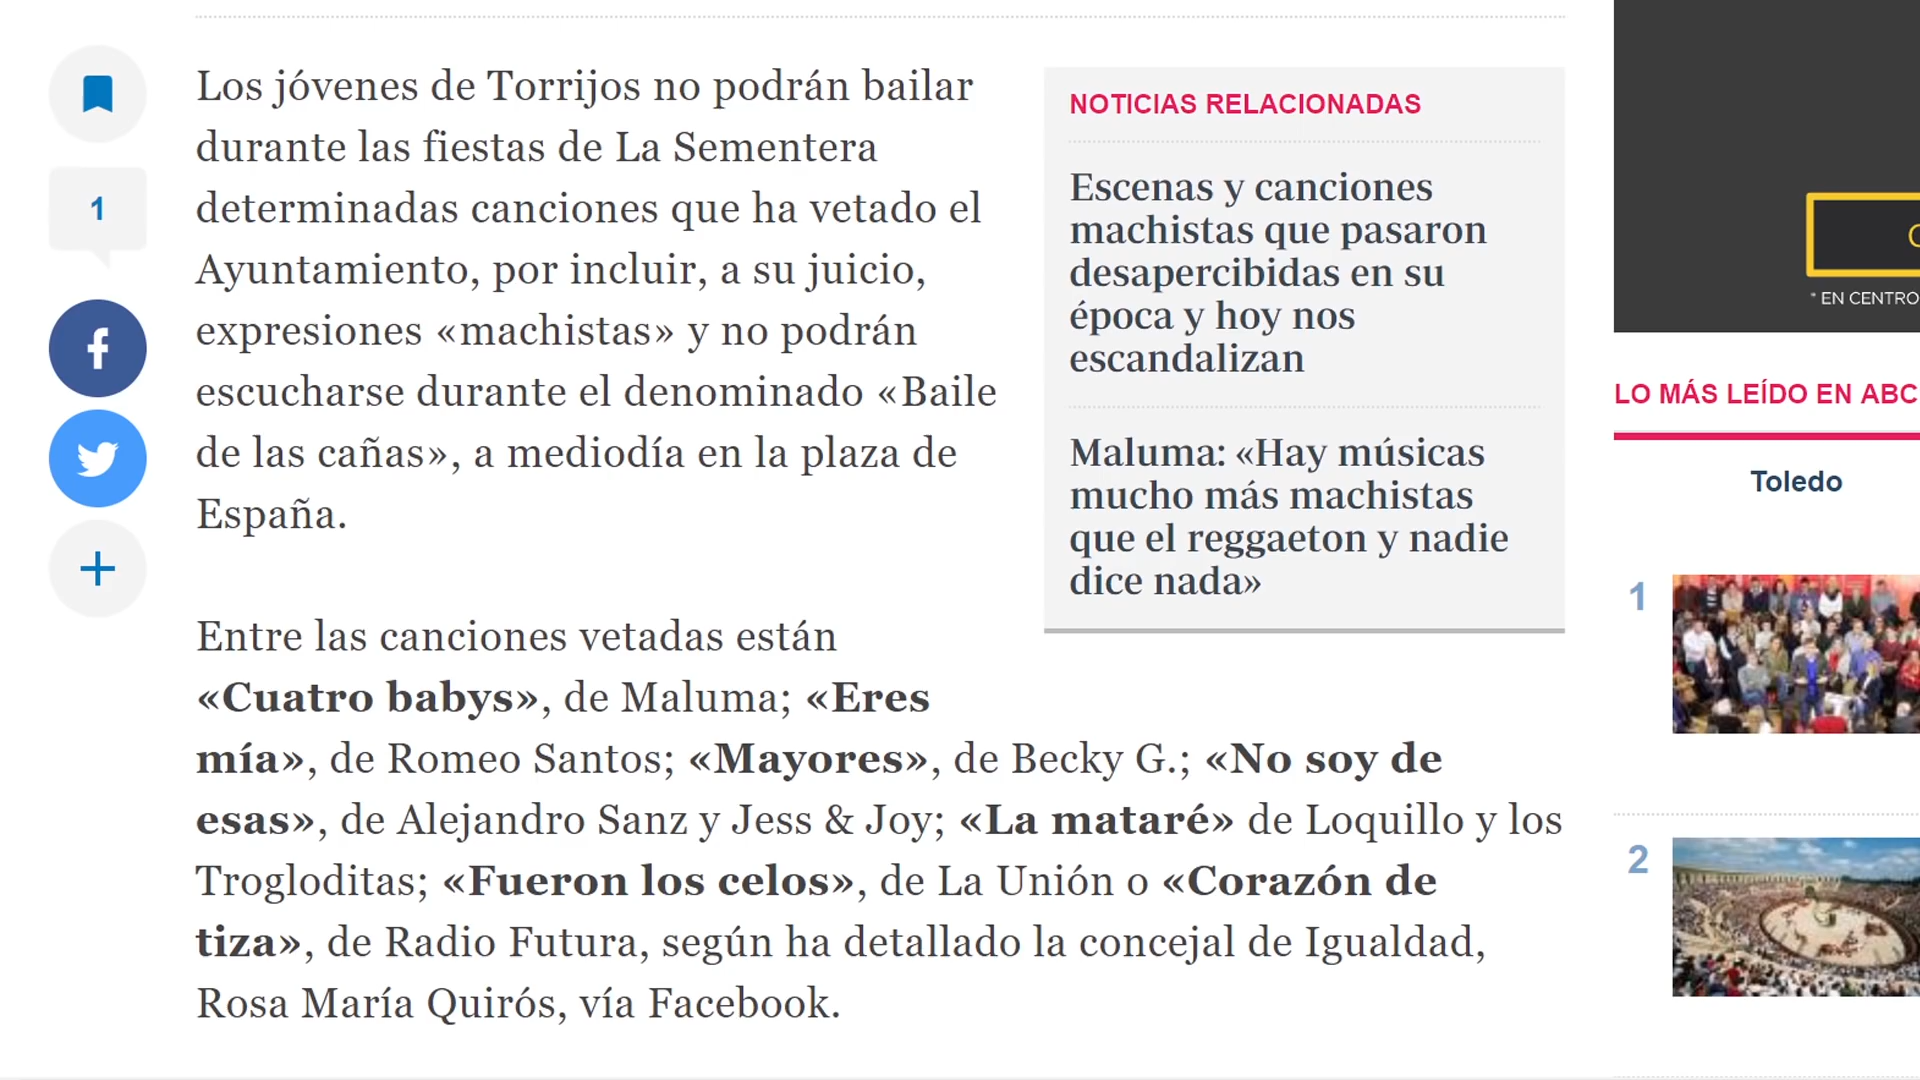 1
Los jóvenes de Torrijos no podrán bailar
durante las fiestas de La Sementera
determinadas canciones que ha vetado el
Ayuntamiento, por incluir, a su juicio,
expresiones «machistas» y no podrán
escucharse durante el denominado «Baile
de las cañas», a mediodía en la plaza de
España.
Entre las canciones vetadas están
«Cuatro babys», de Maluma; «Eres
mía», de Romeo Santos; «Mayores», de Becky G.; «No soy de
esas», de Alejandro Sanz y Jess & Joy; «La mataré» de Loquillo y los
Trogloditas; «Fueron los celos», de La Unión o «Corazón de
tiza», de Radio Futura, según ha detallado la concejal de Igualdad,
Rosa María Quirós, vía Facebook.
NOTICIAS RELACIONADAS
Escenas y canciones
machistas que pasaron
desapercibidas en su
época y hoy nos
escandalizan
Maluma: «Hay músicas
mucho más machistas
que el reggaeton y nadie
dice nada»
* EN CENTRO
LO MÁS LEÍDO EN ABC
Toledo
1
2